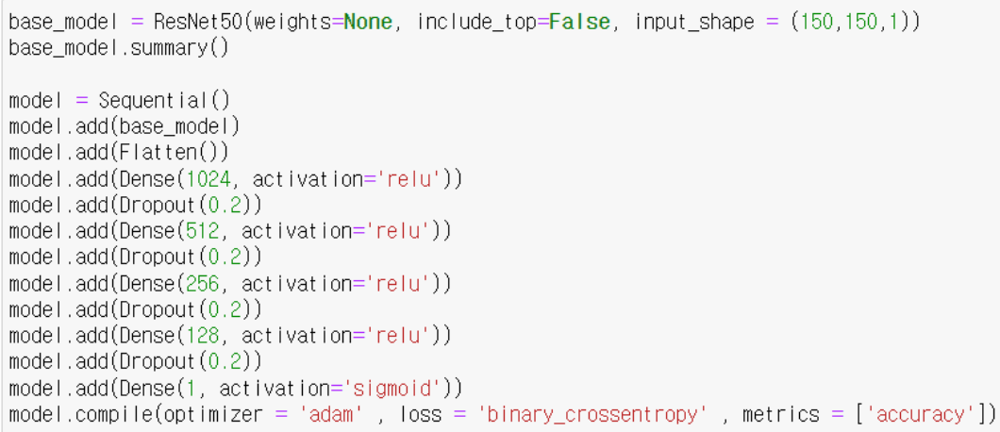 base_model = ResNet50(weights=None, include_top=False, input_shape = (150,150,1))
base_model.summary()
model = Sequential()
model.add(base_model)
model.add(Flatten())
model.add(Dense(1024, activation='relu'))
model.add(Dropout(0.2))
model.add(Dense(512, activation='relu'))
model.add(Dropout(0.2))
model.add(Dense(256, activation='relu'))
model.add(Dropout(0.2))
model.add(Dense(128, activation='relu'))
model.add(Dropout(0.2))
model.add(Dense(1, activation='sigmoid'))
model.compile(optimizer = 'adam' , loss = 'binary_crossentropy' , metrics = ['accuracy'])